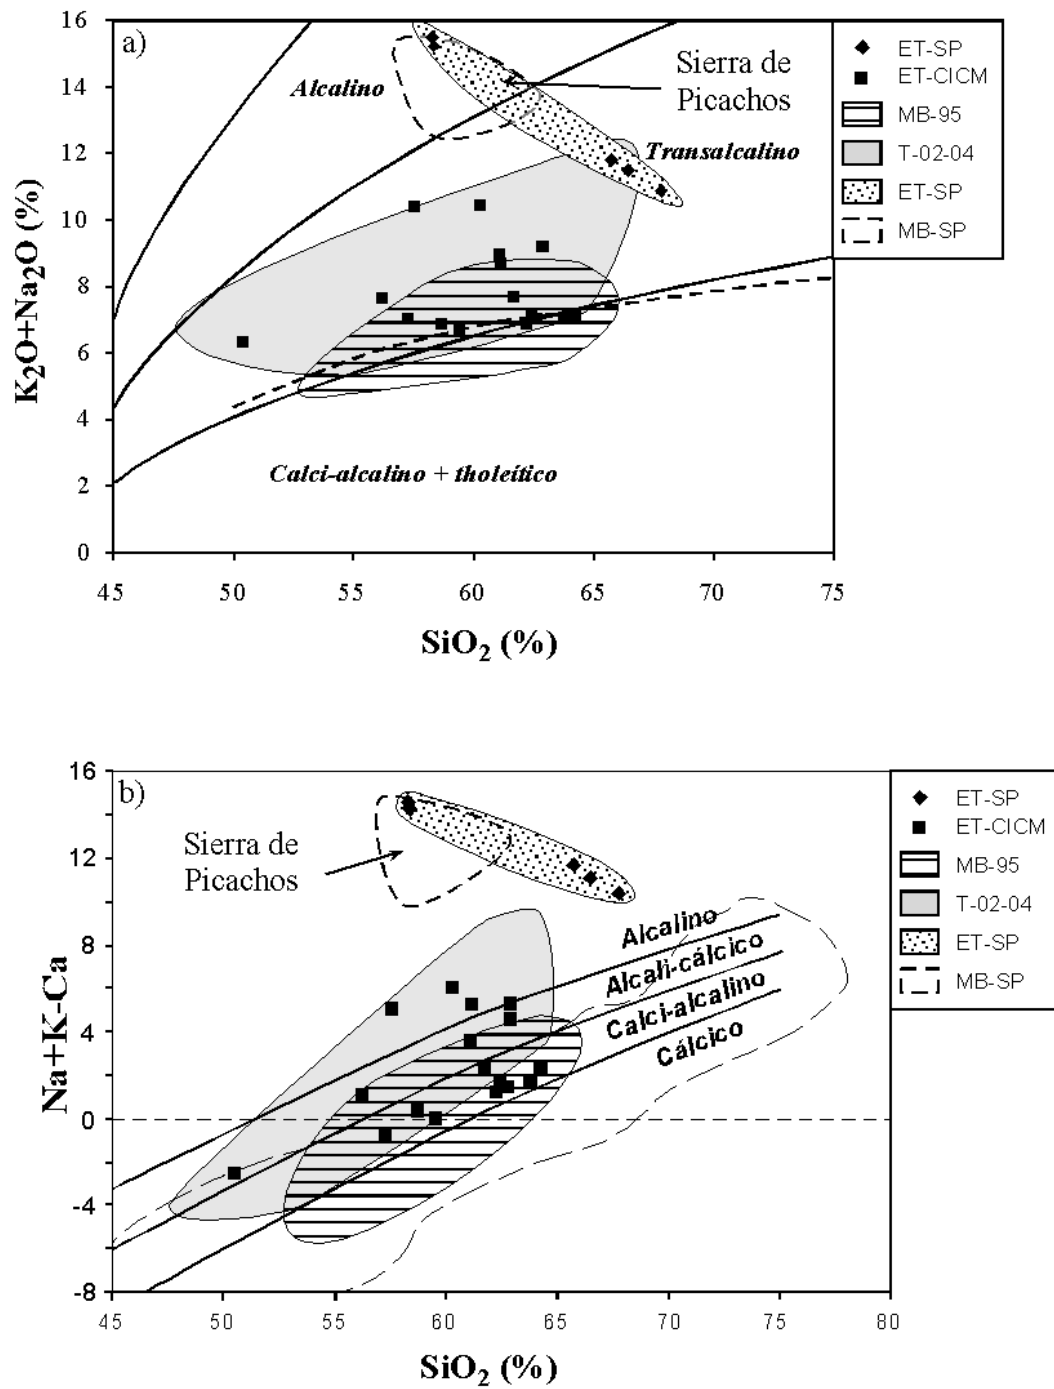 a)
16
14
12
10
8
6
4
2
0
K2O+Na2O (%)
Alcalino
Sierra de
Picachos
Transalcalino
Calci-alcalino + tholeítico
45
50
55
60
65
70
75
SiO2 (%)
ET-SP
ET-CICM
MB-95
T-02-04
ET-SP
MB-SP
b)
16
12
8
4
0
-4
-8
Na+K-Ca
Sierra de
Picachos
Alcalino
Alcali-cálcico
Calci-alcalino
Cálcico
45
50
55
60
65
70
75
80
SiO2 (%)
ET-SP
ET-CICM
MB-95
T-02-04
ET-SP
MB-SP